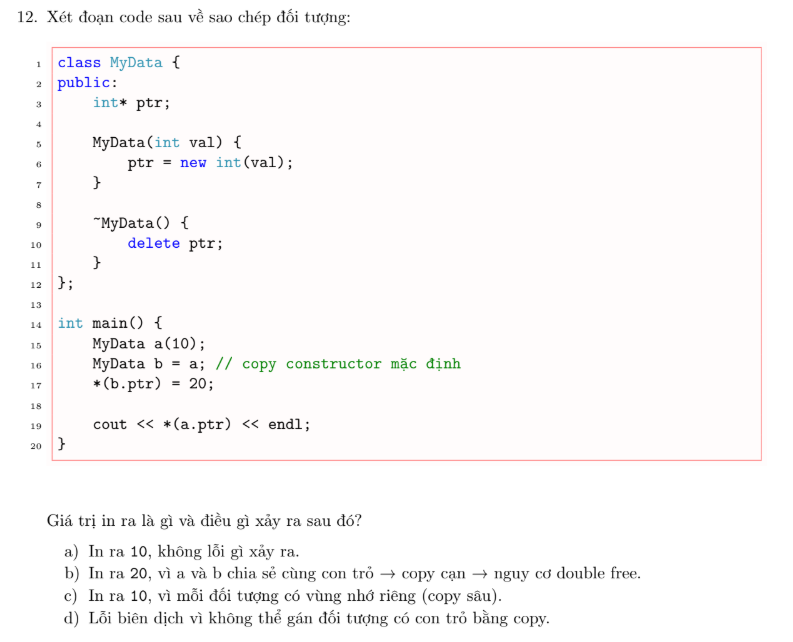 12. Xét đoạn code sau về sao chép đối tượng:
1 class MyData {
2 public:
3     int* ptr;
4
5     MyData(int val) {
6         ptr = new int(val);
7     }
8
9     ~MyData() {
10         delete ptr;
11     }
12 };
13
14 int main() {
15     MyData a(10);
16     MyData b = a; // copy constructor mặc định
17     *(b.ptr) = 20;
18
19     cout << *(a.ptr) << endl;
20 }
Giá trị in ra là gì và điều gì xảy ra sau đó?
a) In ra 10, không lỗi gì xảy ra.
b) In ra 20, vì a và b chia sẻ cùng con trỏ → copy cạn → nguy cơ double free.
c) In ra 10, vì mỗi đối tượng có vùng nhớ riêng (copy sâu).
d) Lỗi biên dịch vì không thể gán đối tượng có con trỏ bằng copy.